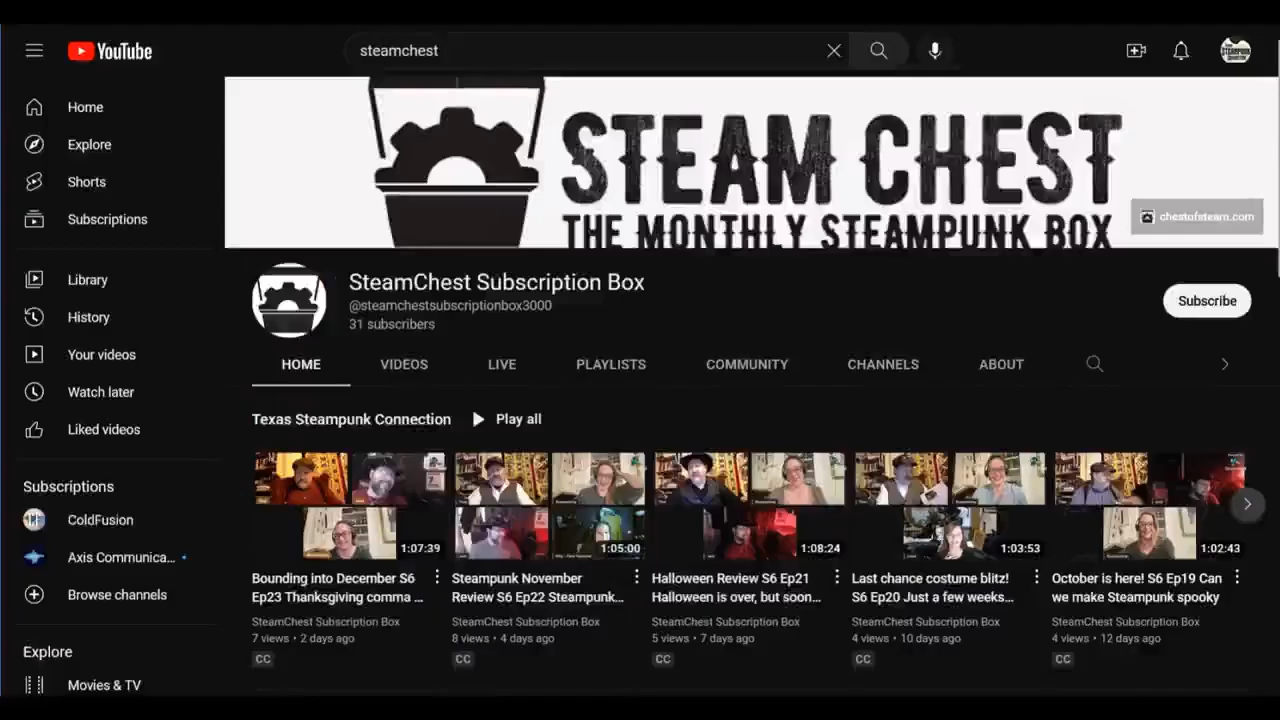 YouTube
steamchest
Home
Explore
Shorts
Subscriptions
Library
History
Your videos
Watch later
Liked videos
Subscriptions
ColdFusion
Axis Communica...
Browse channels
Explore
Movies & TV
STEAM CHEST
THE MONTHLY STEAMPUNK BOX
chestofsteam.com
SteamChest Subscription Box
@steamchestsubscriptionbox3000
31 subscribers
Subscribe
HOME VIDEOS LIVE PLAYLISTS COMMUNITY CHANNELS ABOUT
Texas Steampunk Connection Play all
1:07:39 1:05:00 1:08:24 1:03:53 1:02:43
Bounding into December S6
Ep23 Thanksgiving comma ...
SteamChest Subscription Box
7 views • 2 days ago
CC
Steampunk November
Review S6 Ep22 Steampunk...
SteamChest Subscription Box
8 views • 4 days ago
CC
Halloween Review S6 Ep21
Halloween is over, but soon...
SteamChest Subscription Box
5 views • 7 days ago
CC
Last chance costume blitz!
S6 Ep20 Just a few weeks...
SteamChest Subscription Box
4 views • 10 days ago
CC
October is here! S6 Ep19 Can
we make Steampunk spooky
SteamChest Subscription Box
4 views • 12 days ago
CC